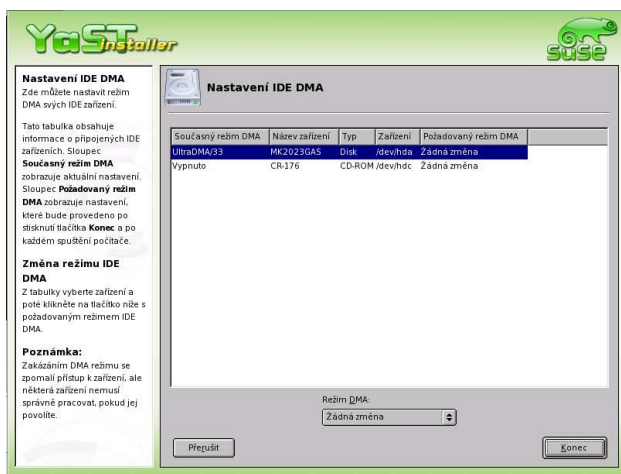 YaST installer
SUSE
Nastavení IDE DMA
Zde můžete nastavit režim
DMA svých IDE zařízení.
Tato tabulka obsahuje
informace o připojených IDE
zařízeních. Sloupec
Současný režim DMA
zobrazuje aktuální nastavení.
Sloupec Požadovaný režim
DMA zobrazuje nastavení,
které bude provedeno po
stisknutí tlačítka Konec a po
každém spuštění počítače.
Změna režimu IDE
DMA
Z tabulky vyberte zařízení a
poté klikněte na tlačítko níže s
požadovaným režimem IDE
DMA.
Poznámka:
Zakázáním DMA režimu se
zpomalí přístup k zařízení, ale
některá zařízení nemusí
správně pracovat, pokud jej
povolíte.
Nastavení IDE DMA
Současný režim DMA Název zařízení Typ Zařízení Požadovaný režim DMA
UltraDMA/33 MK2023GAS Disk /dev/hda Žádná změna
Vypnuto CR-176 CD-ROM /dev/hdc Žádná změna
Režim DMA:
Žádná změna
Přerušit
Konec